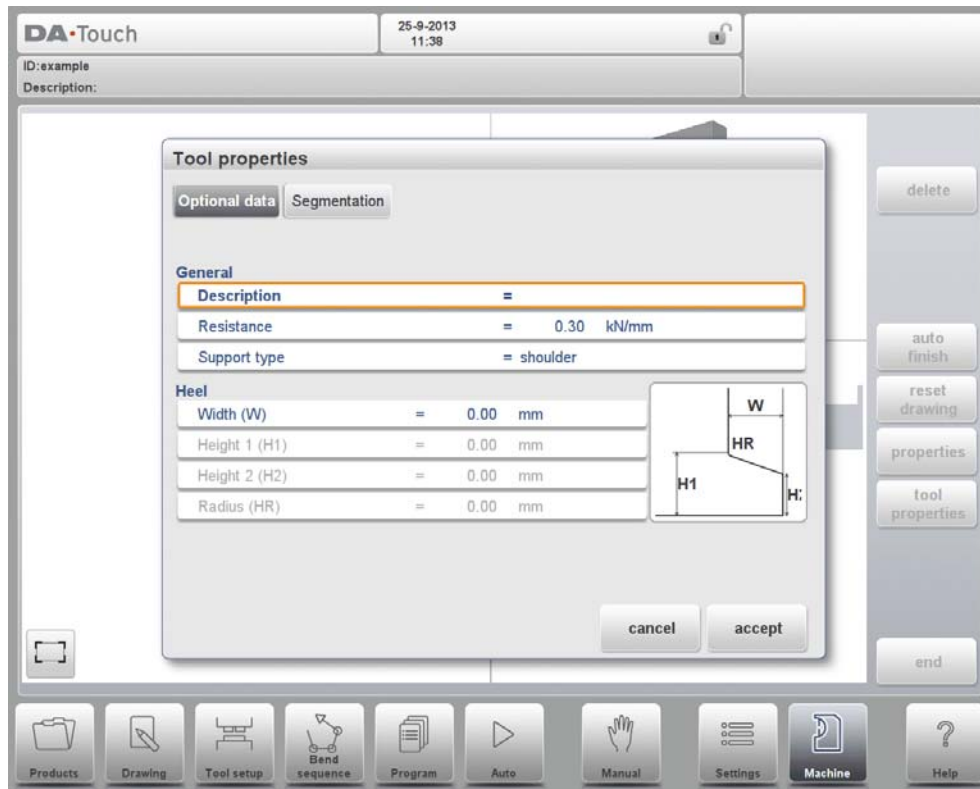 DA•Touch
25-9-2013
11:38
ID:example
Description:
Tool properties
Optional data
Segmentation
General
Description =
Resistance = 0.30 kN/mm
Support type = shoulder
Heel
Width (W) = 0.00 mm
Height 1 (H1) = 0.00 mm
Height 2 (H2) = 0.00 mm
Radius (HR) = 0.00 mm
W
HR
H1
cancel
accept
delete
auto
finish
reset
drawing
properties
tool
properties
end
Products
Drawing
Tool setup
Bend
sequence
Program
Auto
Manual
Settings
Machine
?
Help